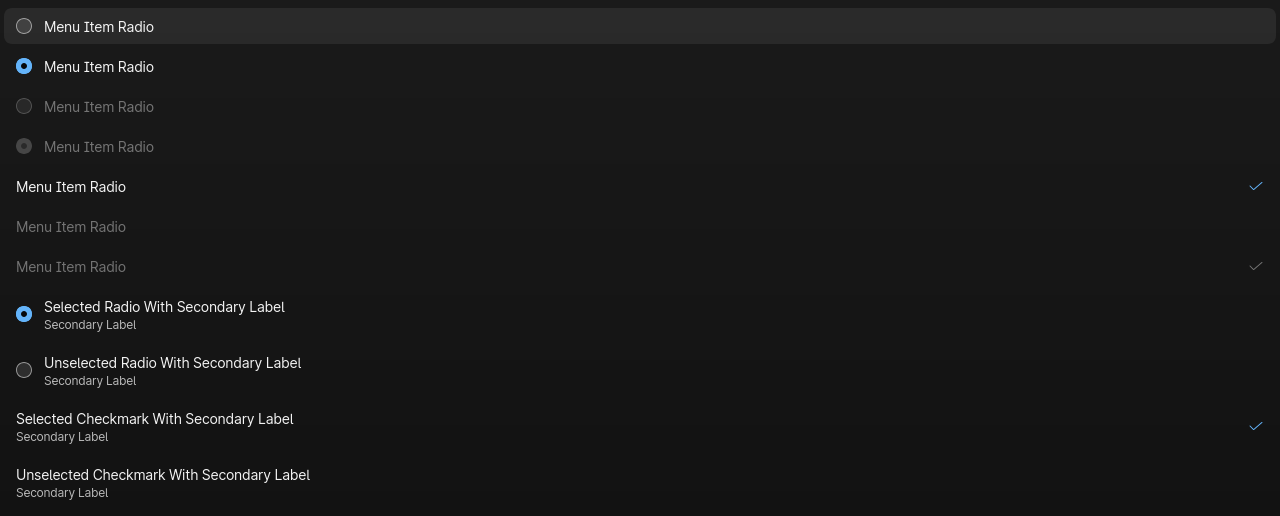 Menu Item Radio
Menu Item Radio
Menu Item Radio
Menu Item Radio
Menu Item Radio
Menu Item Radio
Menu Item Radio
Selected Radio With Secondary Label
Secondary Label
Unselected Radio With Secondary Label
Secondary Label
Selected Checkmark With Secondary Label
Secondary Label
Unselected Checkmark With Secondary Label
Secondary Label